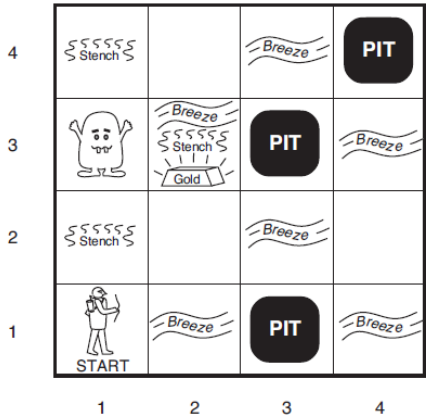 4
Stench
Breeze
PIT
3
Breeze
Stench
Gold
PIT
Breeze
2
Stench
Breeze
1
START
Breeze
PIT
Breeze
1 2 3 4